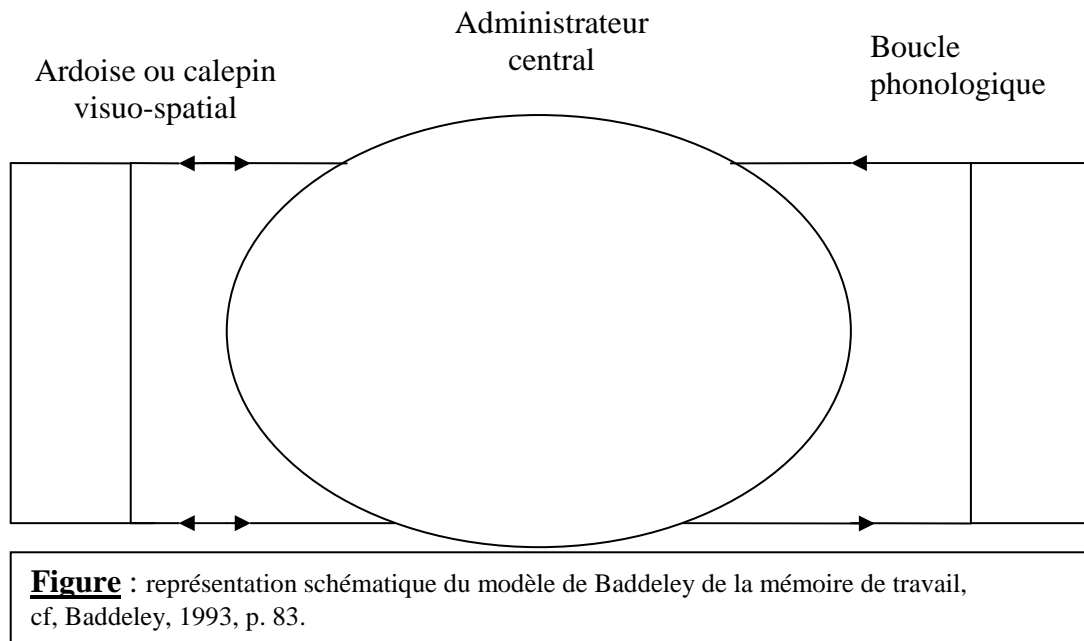 Administrateur
central
Ardoise ou calepin
visuo-spatial
Boucle
phonologique
Figure : représentation schématique du modèle de Baddeley de la mémoire de travail,
cf, Baddeley, 1993, p. 83.